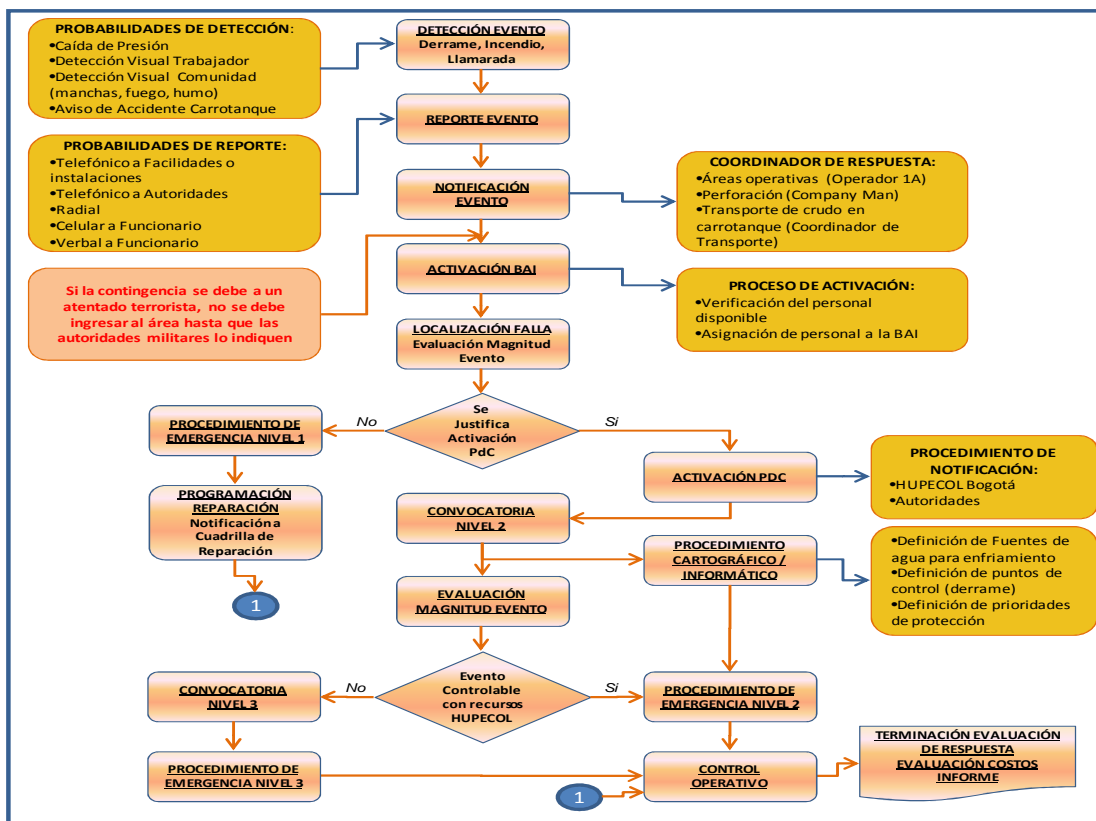 PROBABILIDADES DE DETECCIÓN:
•Caída de Presión
•Detección Visual Trabajador
•Detección Visual Comunidad
(manchas, fuego, humo)
•Aviso de Accidente Carrotanque
DETECCIÓN EVENTO
Derrame, Incendio,
Llamarada
REPORTE EVENTO
PROBABILIDADES DE REPORTE:
•Telefónico a Facilidades o
instalaciones
•Telefónico a Autoridades
•Radial
•Celular a Funcionario
•Verbal a Funcionario
NOTIFICACIÓN
EVENTO
COORDINADOR DE RESPUESTA:
•Áreas operativas (Operador 1A)
•Perforación (Company Man)
•Transporte de crudo en
carrotanque (Coordinador de
Transporte)
ACTIVACIÓN BAI
Si la contingencia se debe a un
atentado terrorista, no se debe
ingresar al área hasta que las
autoridades militares lo indiquen
PROCESO DE ACTIVACIÓN:
•Verificación del personal
disponible
•Asignación de personal a la BAI
LOCALIZACIÓN FALLA
Evaluación Magnitud
Evento
Se
Justifica
Activación
PdC
No
Si
PROCEDIMIENTO DE
EMERGENCIA NIVEL 1
ACTIVACIÓN PDC
PROCEDIMIENTO DE
NOTIFICACIÓN:
•HUPECOL Bogotá
•Autoridades
PROGRAMACIÓN
REPARACIÓN
Notificación a
Cuadrilla de
Reparación
CONVOCATORIA
NIVEL 2
PROCEDIMIENTO
CARTOGRÁFICO /
INFORMÁTICO
•Definición de Fuentes de
agua para enfriamiento
•Definición de puntos de
control (derrame)
•Definición de prioridades
de protección
1
EVALUACIÓN
MAGNITUD EVENTO
Evento
Controlable
con recursos
HUPECOL
No
Si
CONVOCATORIA
NIVEL 3
PROCEDIMIENTO DE
EMERGENCIA NIVEL 2
PROCEDIMIENTO DE
EMERGENCIA NIVEL 3
1
CONTROL
OPERATIVO
TERMINACIÓN EVALUACIÓN
DE RESPUESTA
EVALUACIÓN COSTOS
INFORME